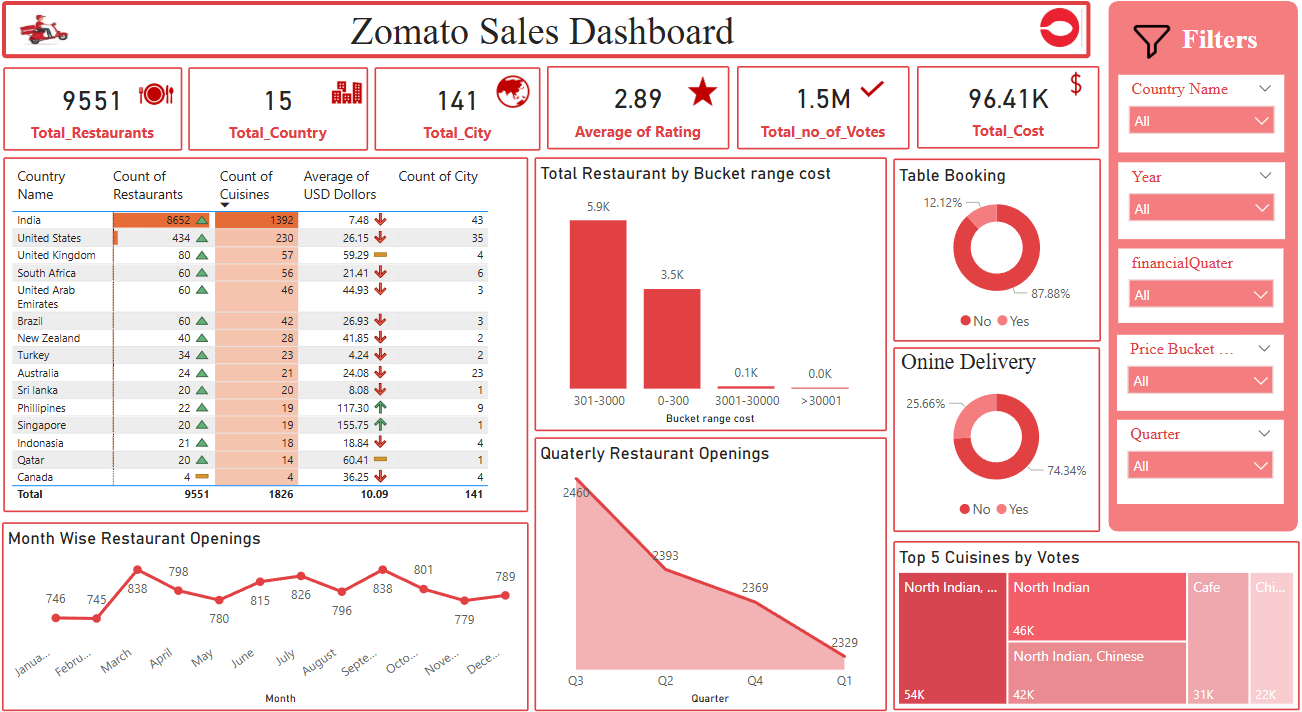 Zomato Sales Dashboard
Filters
9551
Total_Restaurants
15
Total_Country
141
Total_City
2.89
Average of Rating
1.5M
Total_no_of_Votes
$
96.41K
Total_Cost
Country Name
All
Year
All
financialQuater
All
Price Bucket ...
All
Quarter
All
Country Name Count of Restaurants Count of Cuisines Average of USD Dollors Count of City
India 8652 1392 7.48 43
United States 434 230 26.15 35
United Kingdom 80 57 59.29 4
South Africa 60 56 21.41 6
United Arab Emirates 60 46 44.93 3
Brazil 60 42 26.93 3
New Zealand 40 28 41.85 2
Turkey 34 23 4.24 2
Australia 24 21 24.08 23
Sri lanka 20 20 8.08 1
Phillipines 22 19 117.30 9
Singapore 20 19 155.75 1
Indonasia 21 18 18.84 4
Qatar 20 14 60.41 1
Canada 4 4 36.25 4
Total 9551 1826 10.09 141
Total Restaurant by Bucket range cost
5.9K
3.5K
0.1K
0.0K
301-3000 0-300 3001-30000 >30001
Bucket range cost
Table Booking
12.12%
87.88%
No Yes
Onine Delivery
25.66%
74.34%
No Yes
Month Wise Restaurant Openings
746 745 838 798 780 815 826 796 838 801 779 789
Janua... Febru... March April May June July August Septe... Octo... Nove... Dece...
Month
Quaterly Restaurant Openings
2460
2393
2369
2329
Q3 Q2 Q4 Q1
Quarter
Top 5 Cuisines by Votes
North Indian, ...
54K
North Indian
46K
North Indian, Chinese
42K
Cafe
31K
Chi...
22K